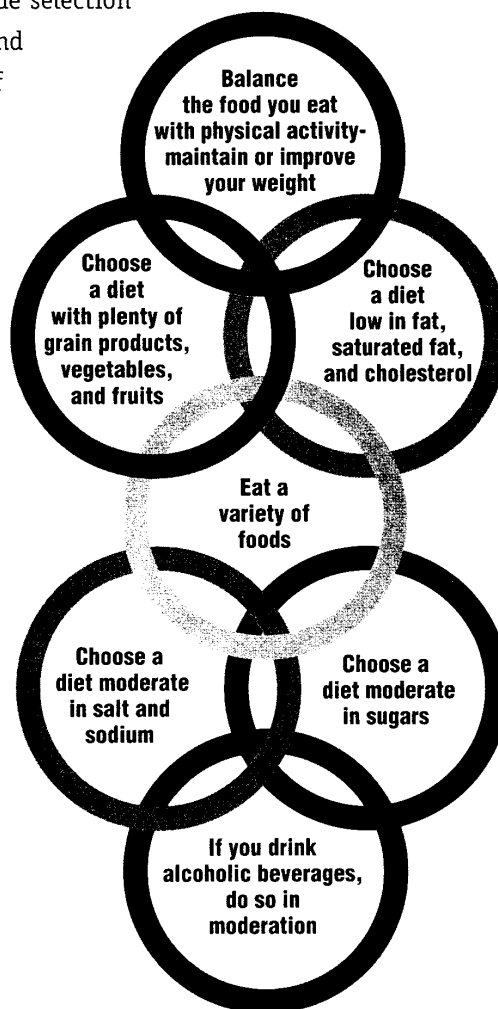 de selection
nd
f
Balance
the food you eat
with physical activity-
maintain or improve
your weight
Choose
a diet
with plenty of
grain products,
vegetables,
and fruits
Choose
a diet
low in fat,
saturated fat,
and cholesterol
Eat a
variety of
foods
Choose a
diet moderate
in salt and
sodium
Choose a
diet moderate
in sugars
If you drink
alcoholic beverages,
do so in
moderation